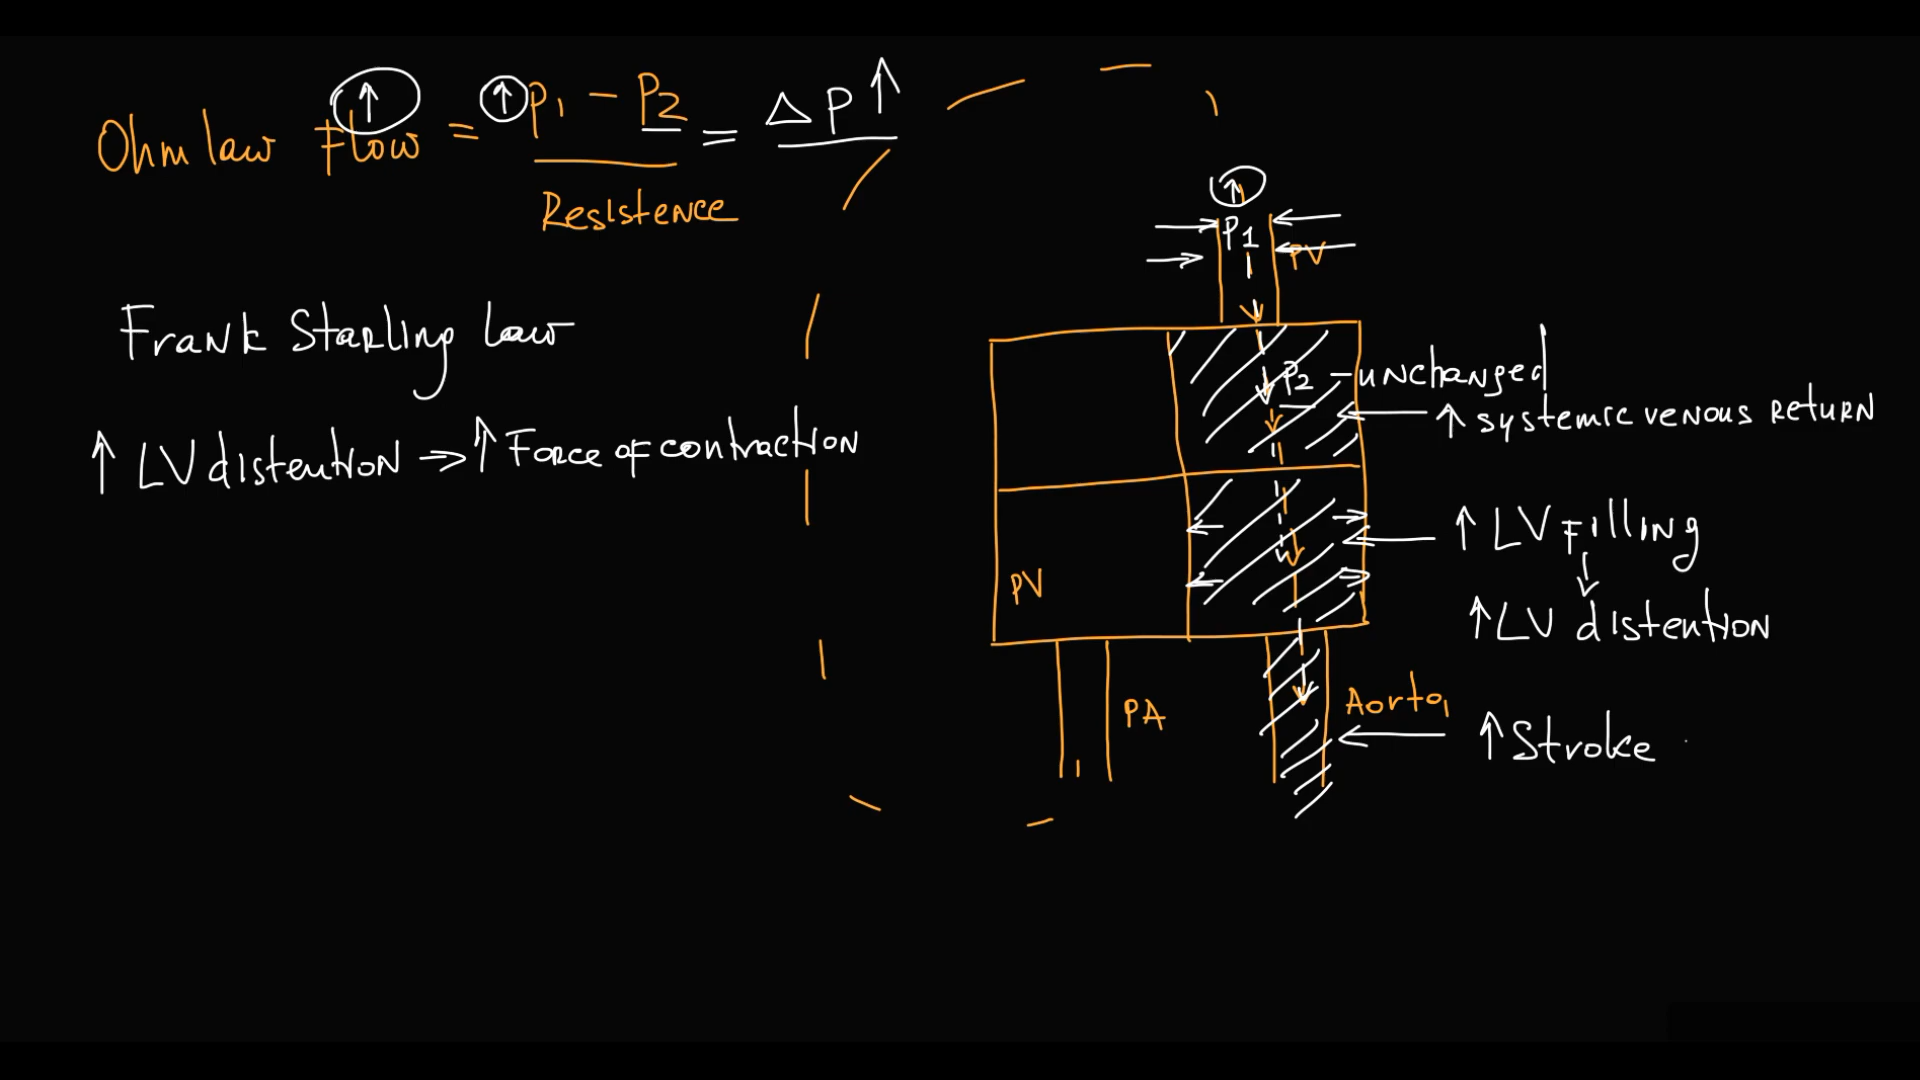 Ohm law Flow ↑ = ↑ P1 - P2 = ΔP ↑
Resistence
Frank Starling law
↑ LV distention → ↑ Force of contraction
↑
P1
PV
P2 - unchanged
↑ systemic venous return
↑ LV filling
↑ LV distention
PV
PA
Aorta
↑ Stroke